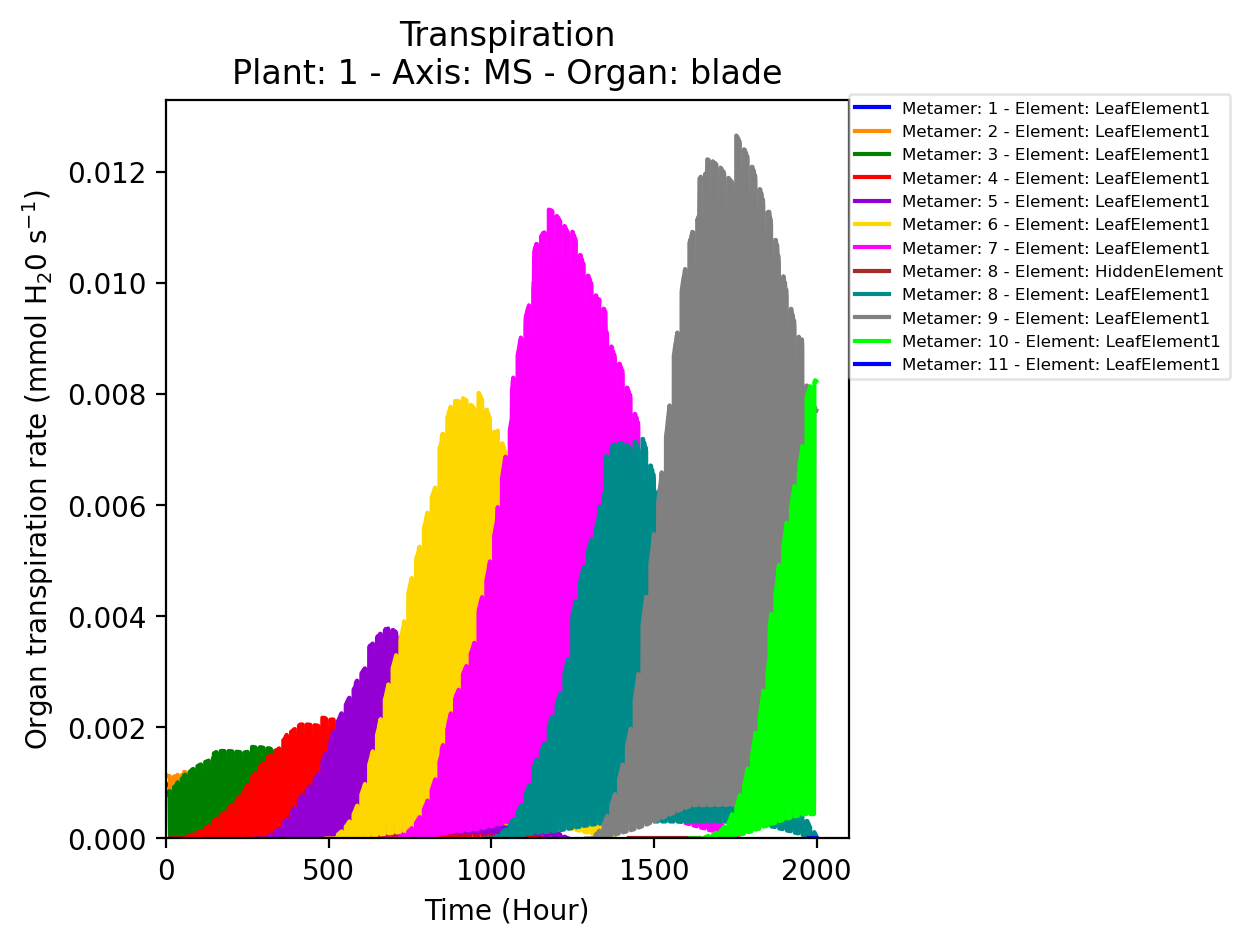 Transpiration
Plant: 1 - Axis: MS - Organ: blade
Organ transpiration rate (mmol H₂0 s⁻¹)
0.012
0.010
0.008
0.006
0.004
0.002
0.000
0 500 1000 1500 2000
Time (Hour)
Metamer: 1 - Element: LeafElement1
Metamer: 2 - Element: LeafElement1
Metamer: 3 - Element: LeafElement1
Metamer: 4 - Element: LeafElement1
Metamer: 5 - Element: LeafElement1
Metamer: 6 - Element: LeafElement1
Metamer: 7 - Element: LeafElement1
Metamer: 8 - Element: HiddenElement
Metamer: 8 - Element: LeafElement1
Metamer: 9 - Element: LeafElement1
Metamer: 10 - Element: LeafElement1
Metamer: 11 - Element: LeafElement1